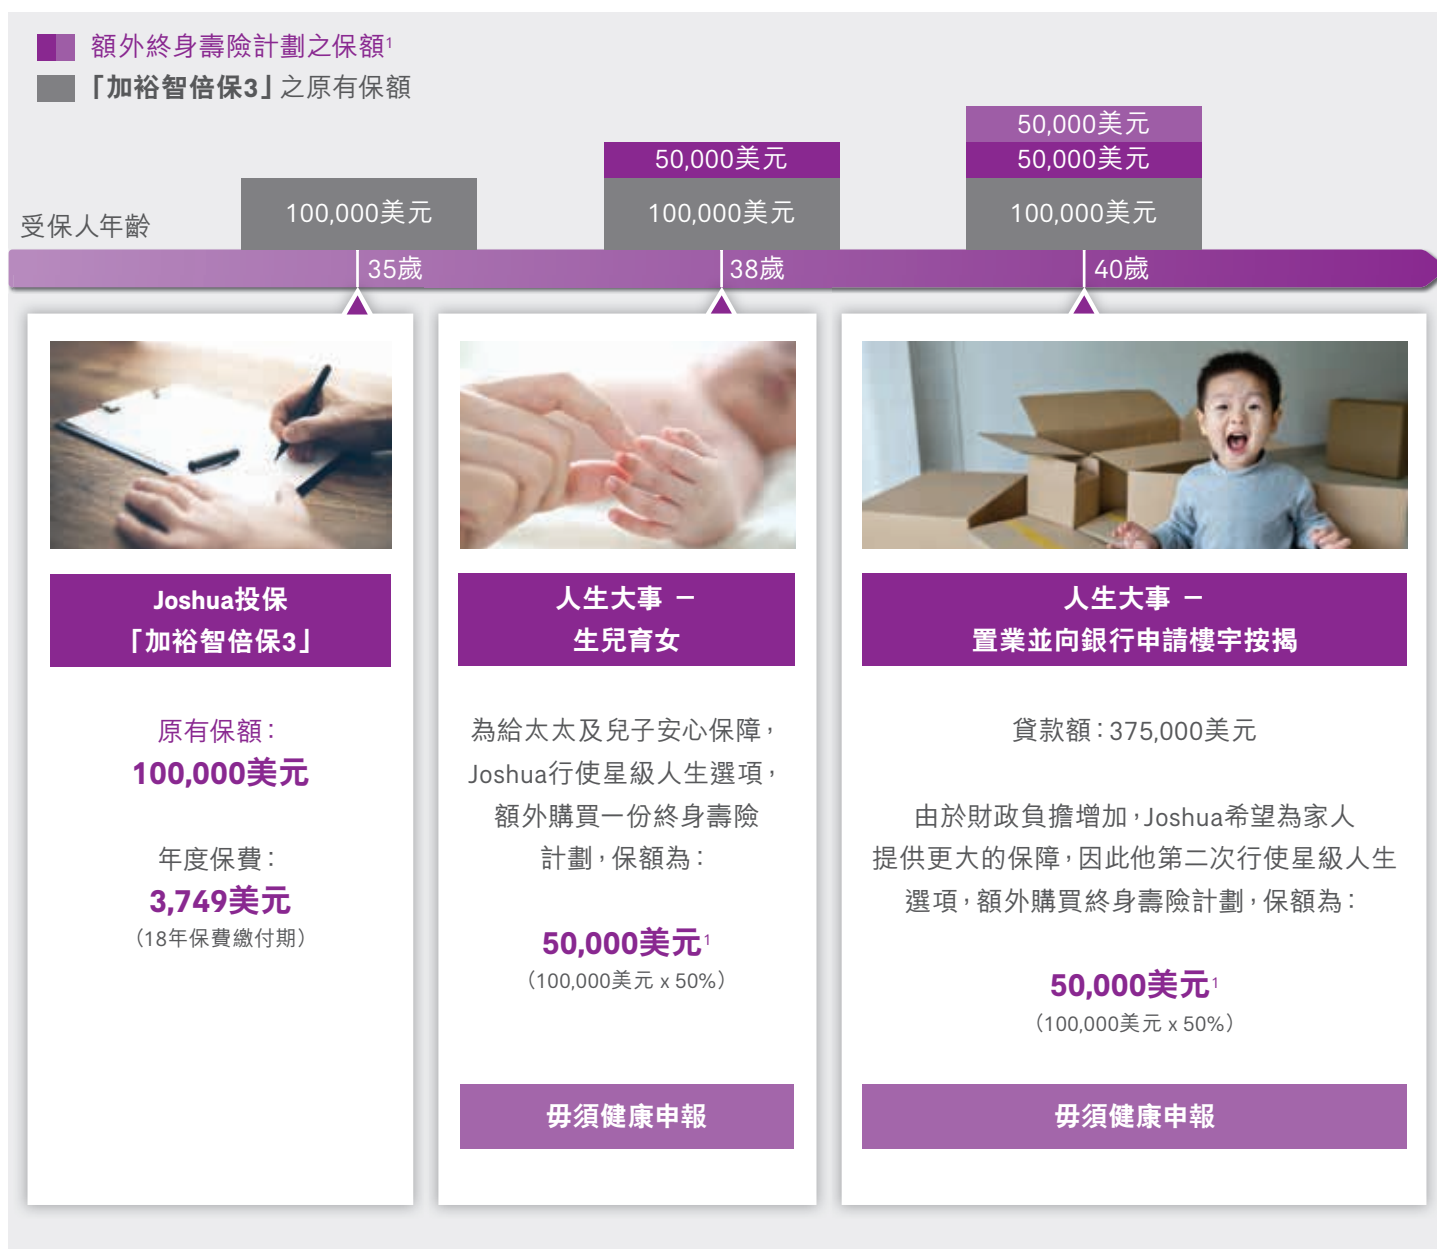 額外終身壽險計劃之保額1
「加裕智倍保3」之原有保額
50,000美元
50,000美元
50,000美元
100,000美元
100,000美元
100,000美元
受保人年齡
35歲
38歲
40歲
Joshua投保
「加裕智倍保3」
原有保額：
100,000美元
年度保費：
3,749美元
（18年保費繳付期）
人生大事 －
生兒育女
為給太太及兒子安心保障，
Joshua行使星級人生選項，
額外購買一份終身壽險
計劃，保額為：
50,000美元1
（100,000美元 x 50%）
毋須健康申報
人生大事 －
置業並向銀行申請樓宇按揭
貸款額：375,000美元
由於財政負擔增加，Joshua希望為家人
提供更大的保障，因此他第二次行使星級人生
選項，額外購買終身壽險計劃，保額為：
50,000美元1
（100,000美元 x 50%）
毋須健康申報